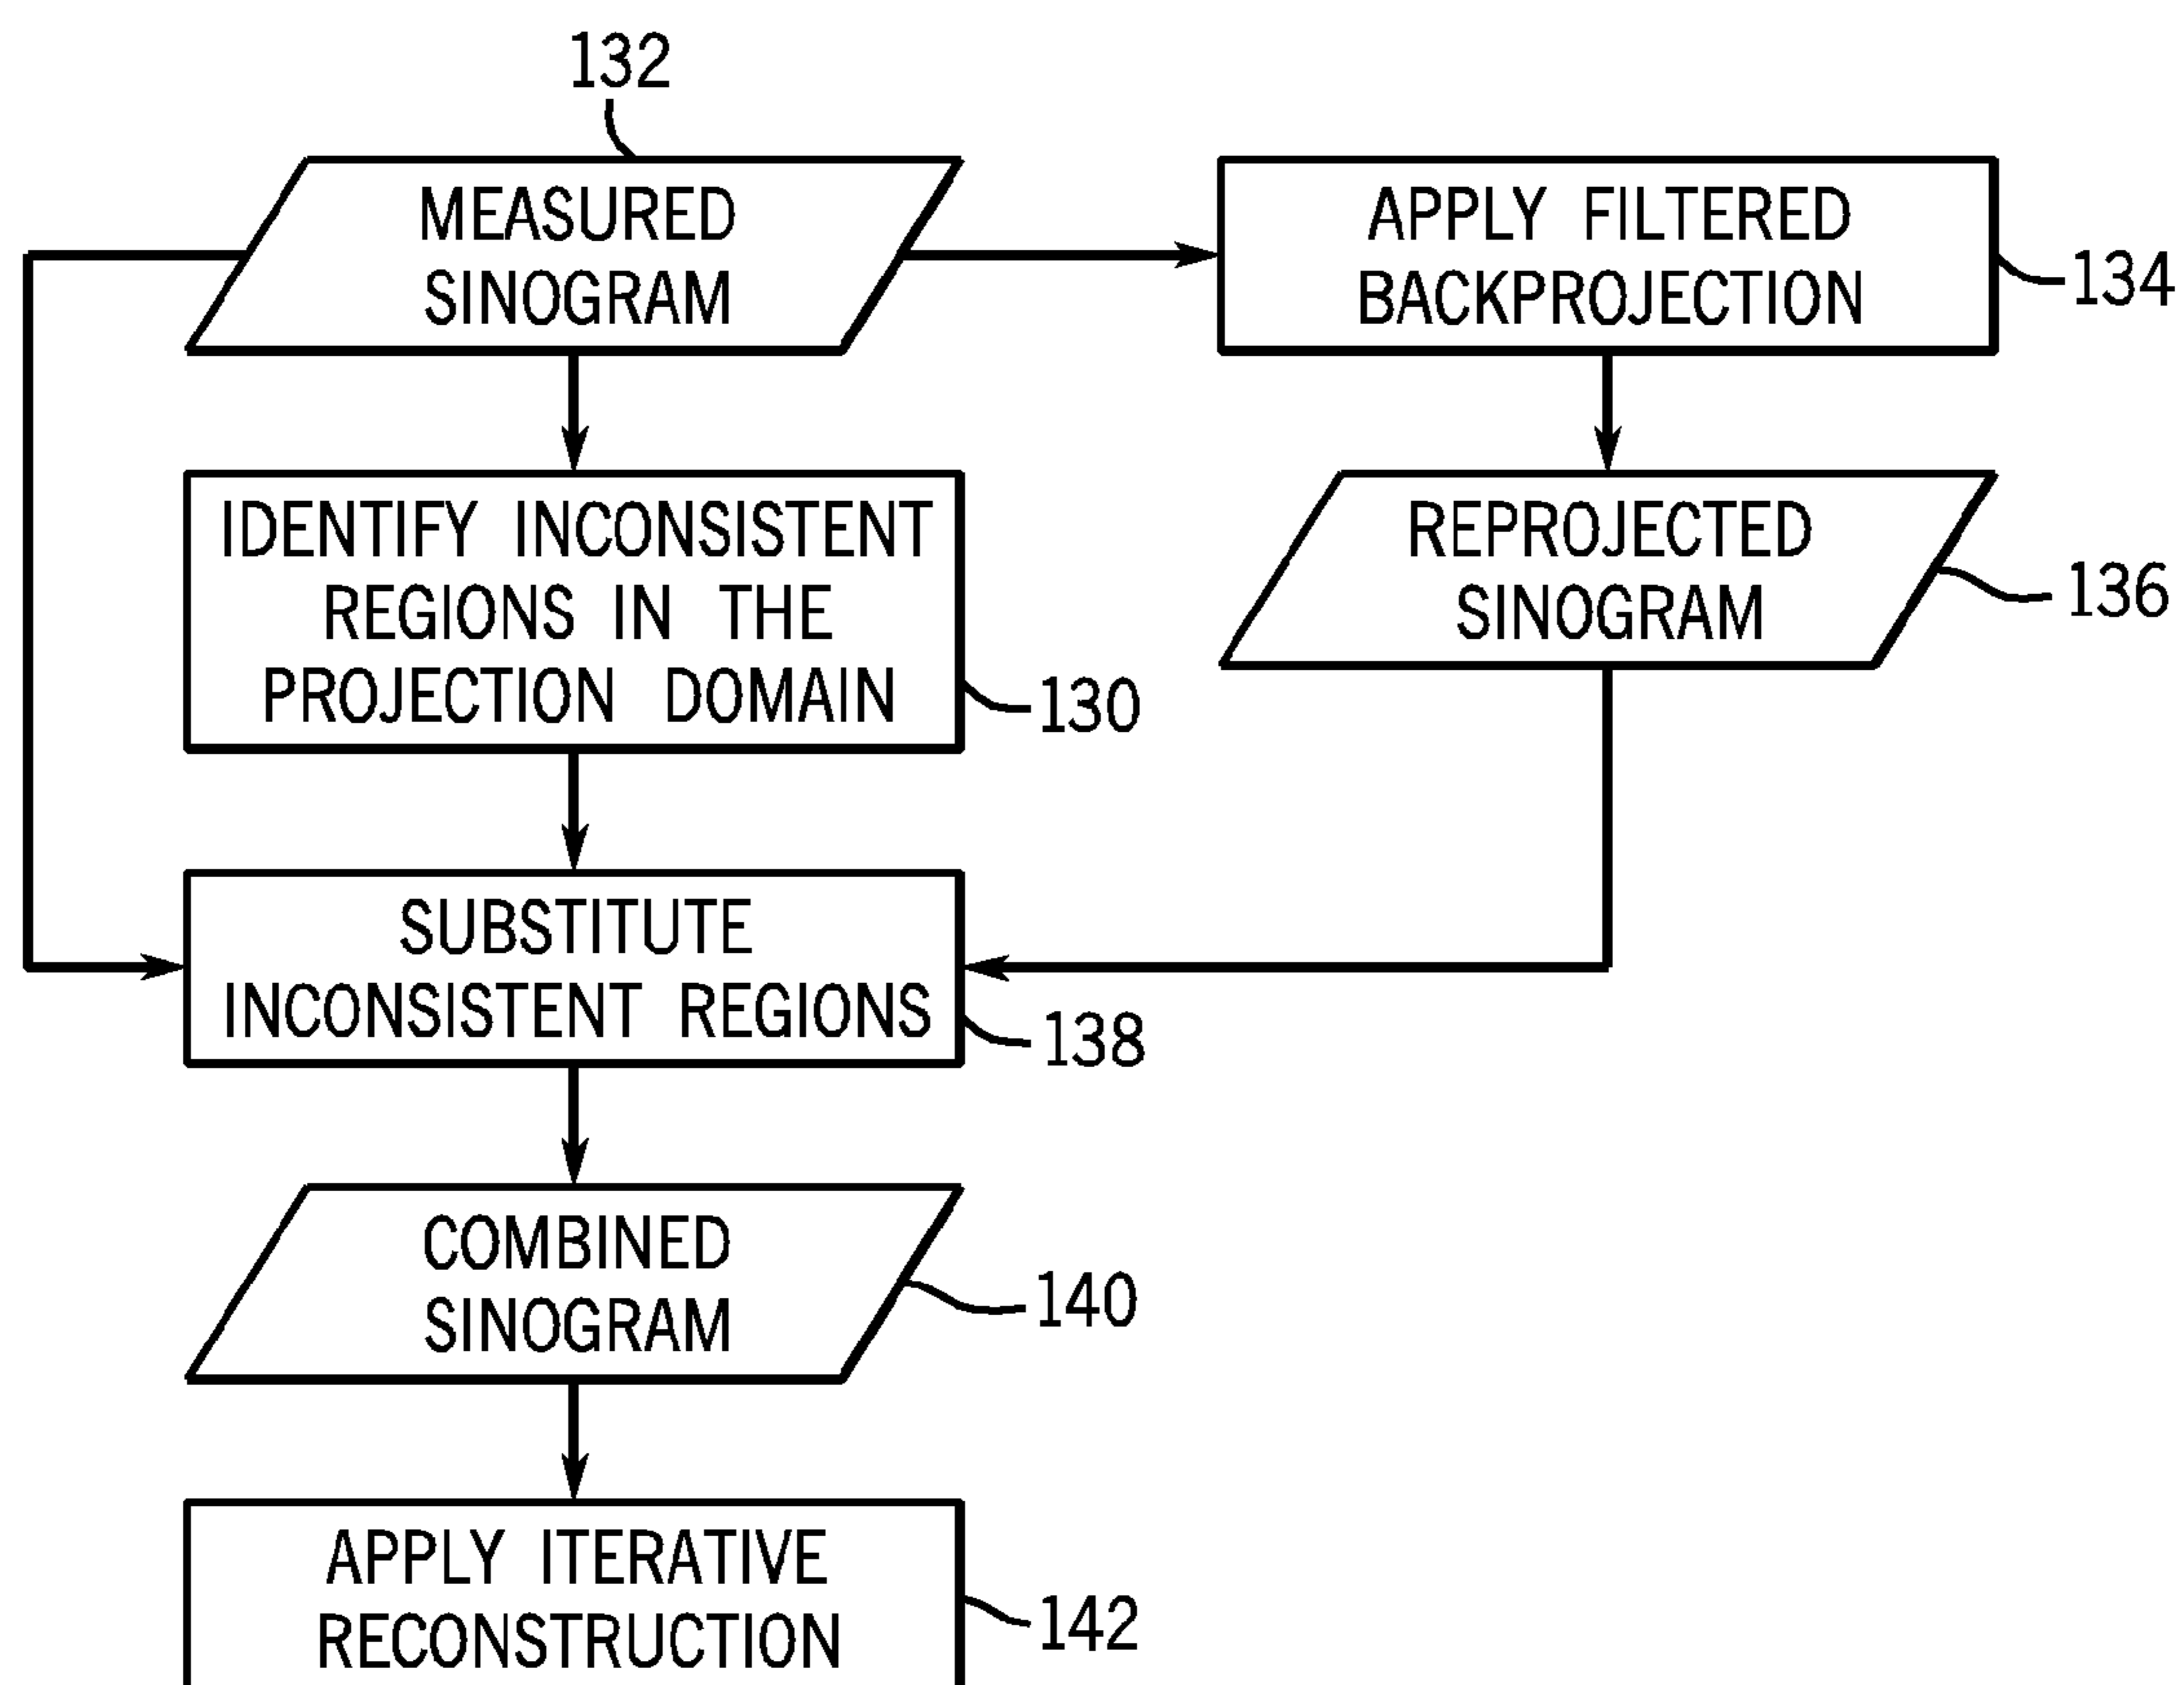 132
MEASURED
SINOGRAM
APPLY FILTERED
BACKPROJECTION
134
IDENTIFY INCONSISTENT
REGIONS IN THE
PROJECTION DOMAIN
130
REPROJECTED
SINOGRAM
136
SUBSTITUTE
INCONSISTENT REGIONS
138
COMBINED
SINOGRAM
140
APPLY ITERATIVE
RECONSTRUCTION
142